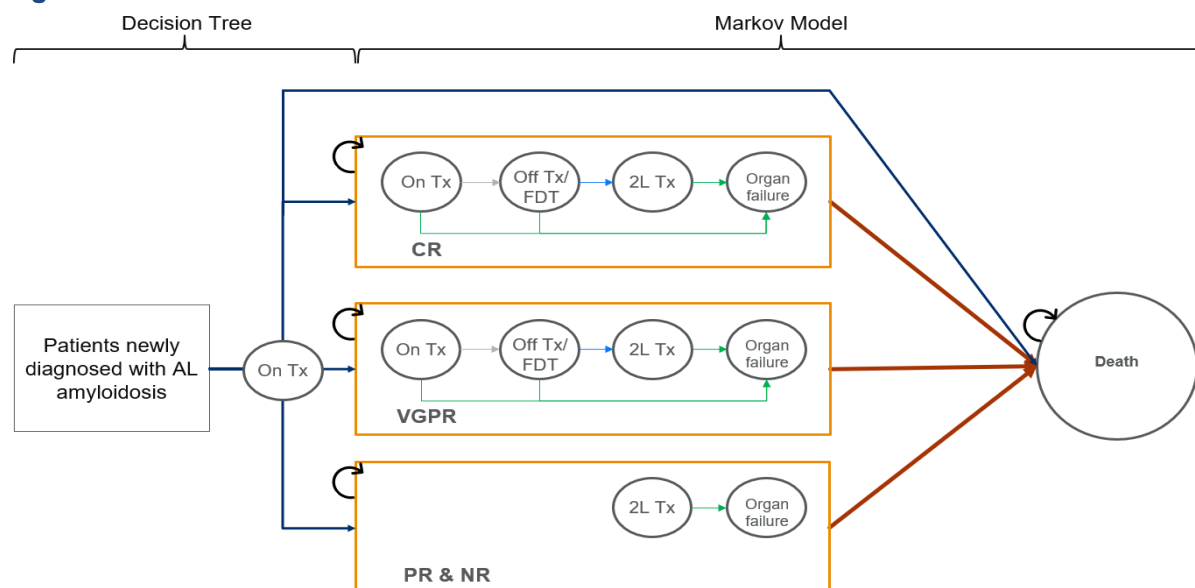 Decision Tree
Markov Model
On Tx
Off Tx/
FDT
2L Tx
Organ
failure
CR
Patients newly
diagnosed with AL
amyloidosis
On Tx
On Tx
Off Tx/
FDT
2L Tx
Organ
failure
VGPR
Death
2L Tx
Organ
failure
PR & NR